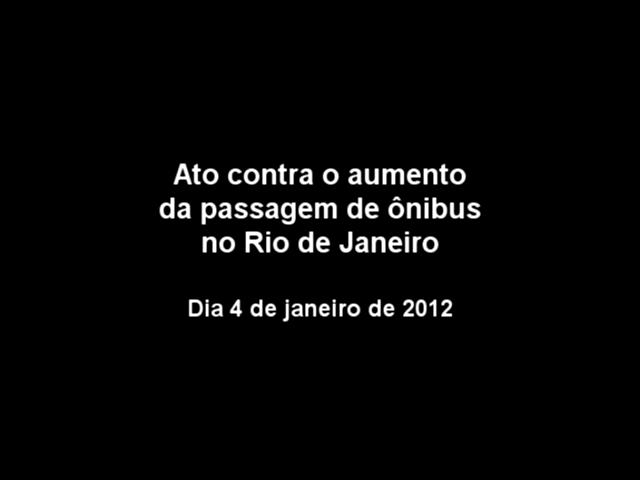 Ato contra o aumento
da passagem de ônibus
no Rio de Janeiro
Dia 4 de janeiro de 2012